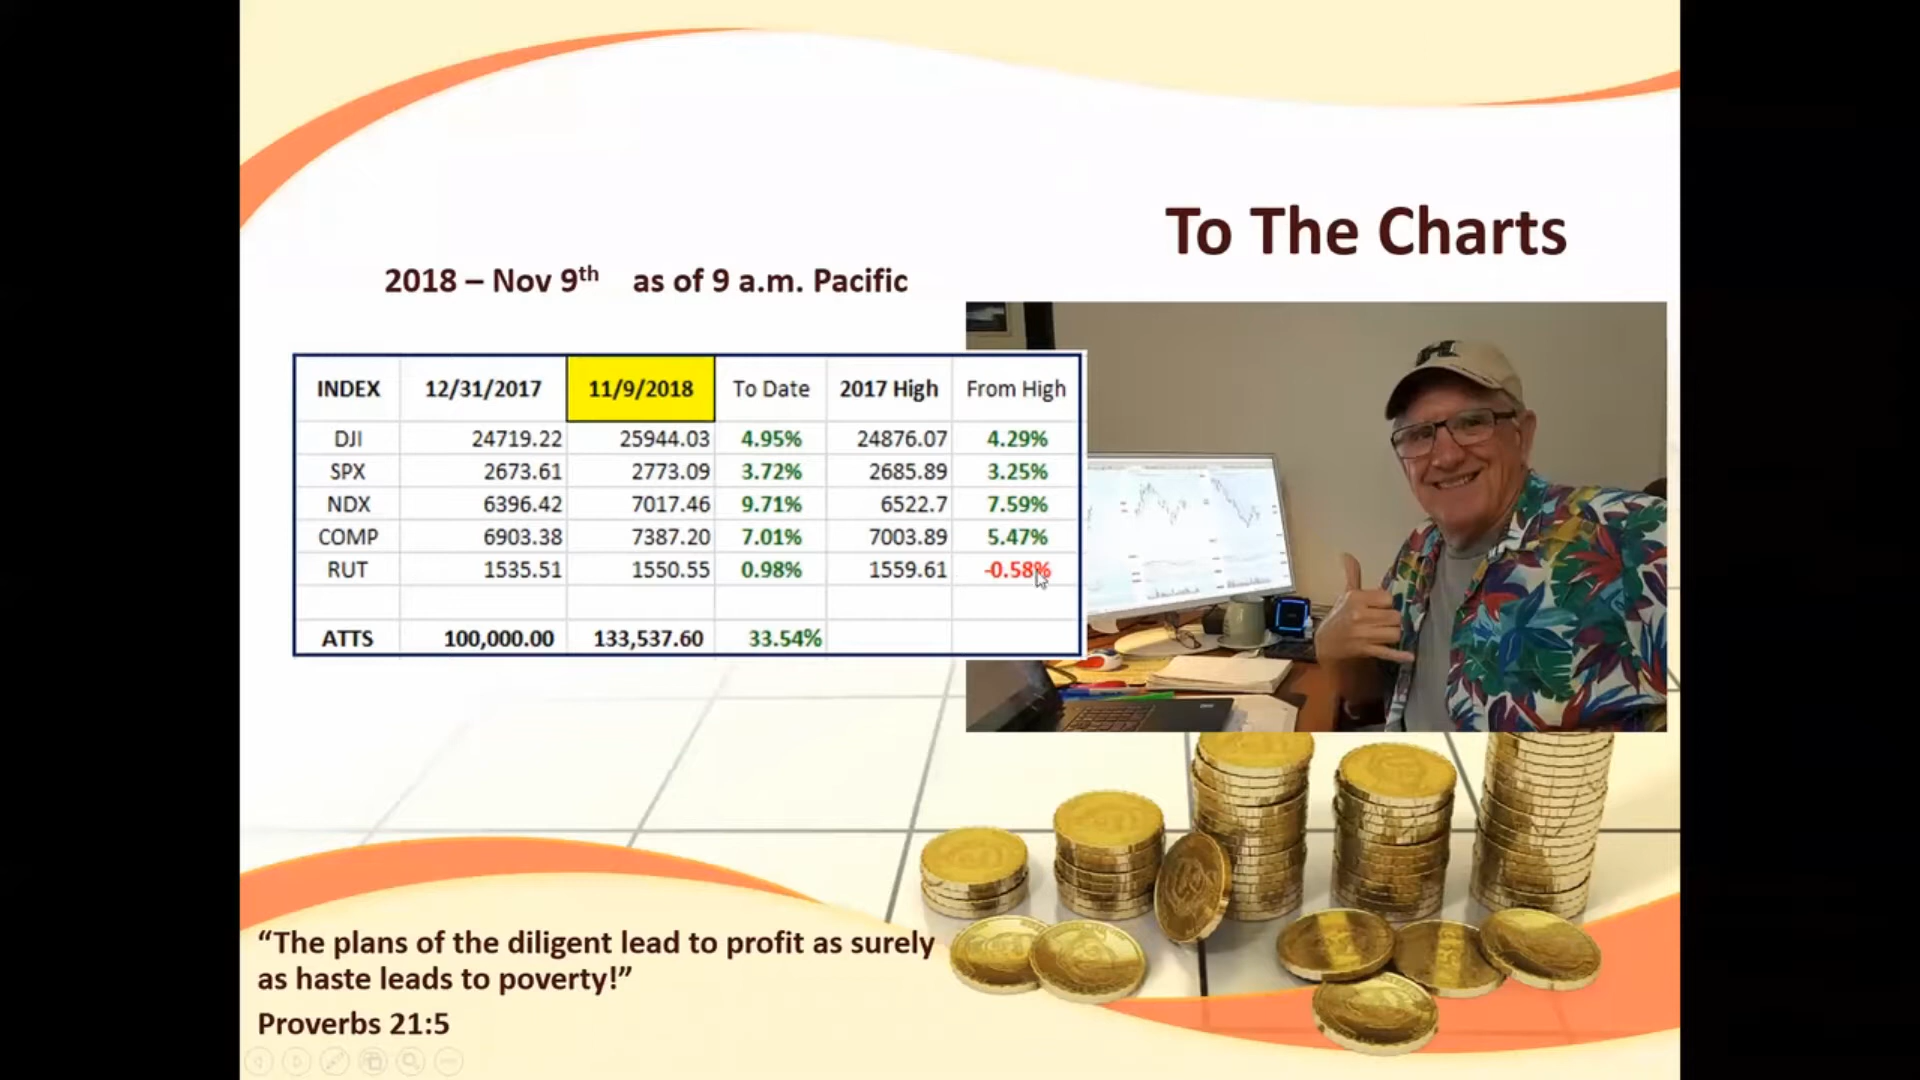 To The Charts
2018 – Nov 9th as of 9 a.m. Pacific
INDEX 12/31/2017 11/9/2018 To Date 2017 High From High
DJI 24719.22 25944.03 4.95% 24876.07 4.29%
SPX 2673.61 2773.09 3.72% 2685.89 3.25%
NDX 6396.42 7017.46 9.71% 6522.7 7.59%
COMP 6903.38 7387.20 7.01% 7003.89 5.47%
RUT 1535.51 1550.55 0.98% 1559.61 -0.58%
ATTS 100,000.00 133,537.60 33.54%
“The plans of the diligent lead to profit as surely
as haste leads to poverty!”
Proverbs 21:5